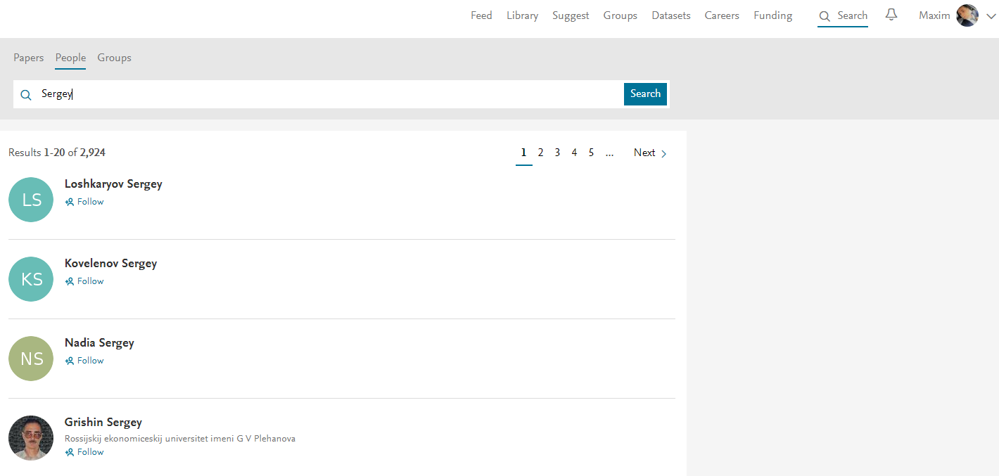 Feed Library Suggest Groups Datasets Careers Funding Search Maxim
Papers People Groups
Sergey Search
Results 1-20 of 2,924 1 2 3 4 5 ... Next
LS Loshkaryov Sergey
Follow
KS Kovelenov Sergey
Follow
NS Nadia Sergey
Follow
Grishin Sergey
Rossijskij ekonomiceskij universitet imeni G V Plehanova
Follow